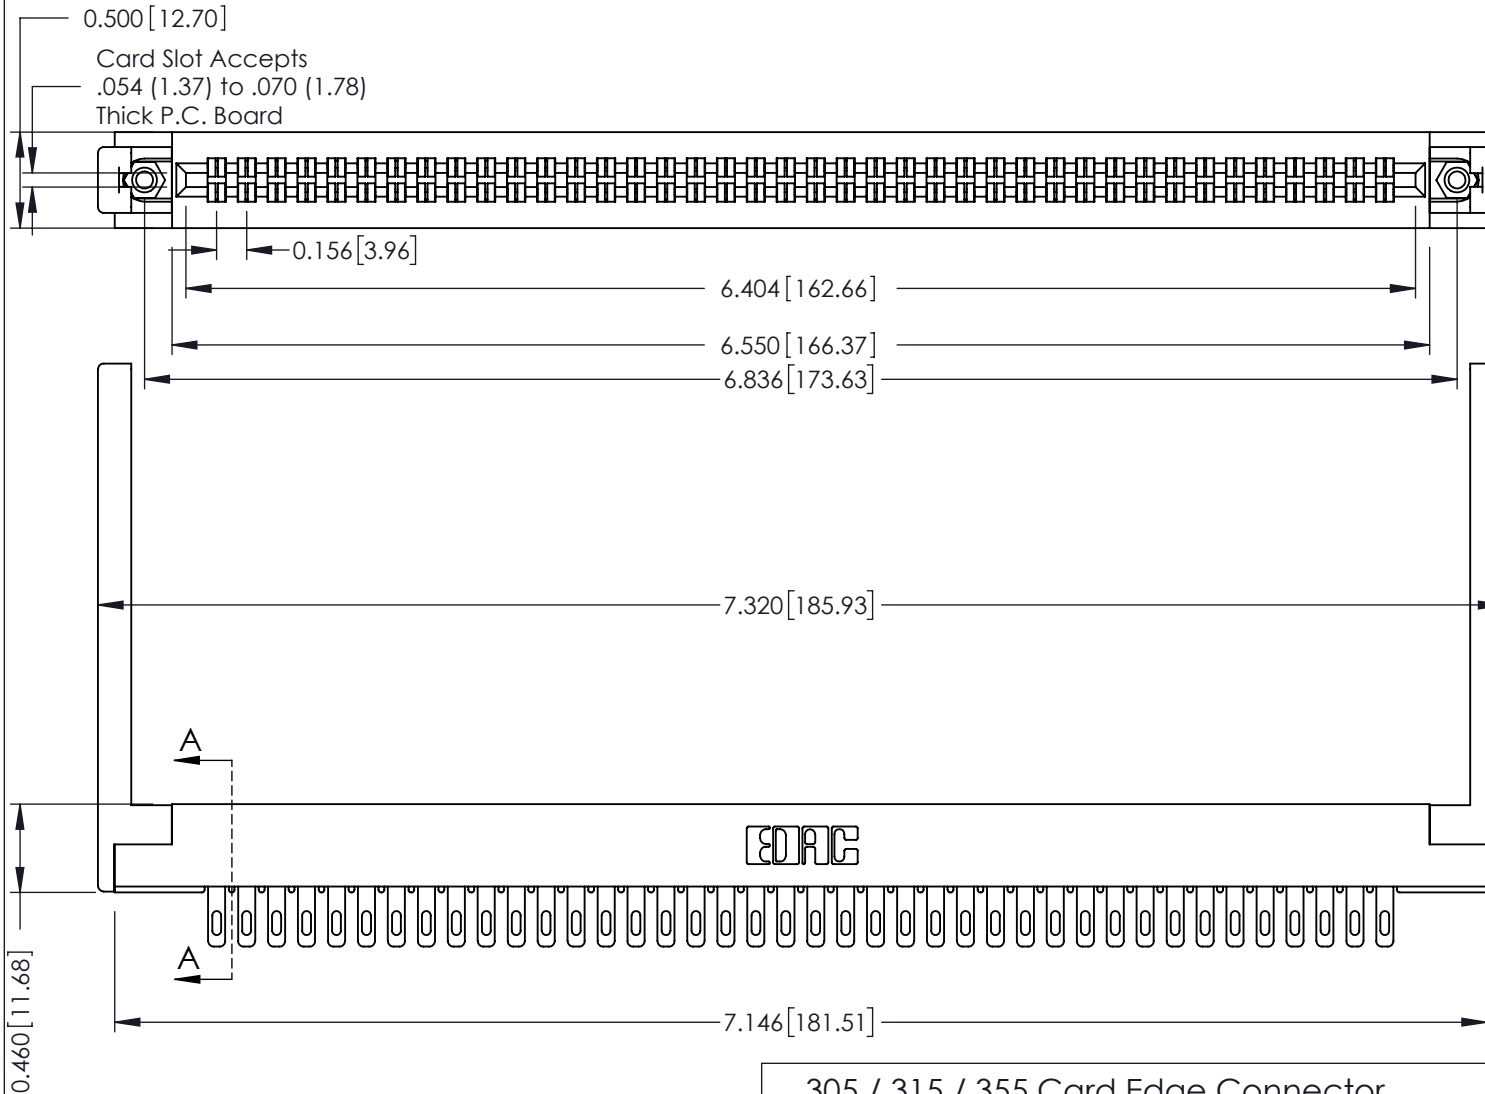 0.500[12.70]
Card Slot Accepts
.054 (1.37) to .070 (1.78)
Thick P.C. Board
0.156[3.96]
6.404[162.66]
6.550[166.37]
6.836[173.63]
7.320[185.93]
A
EDAC
A
0.460[11.68]
7.146[181.51]
305 / 315 / 355 Card Edge Connector